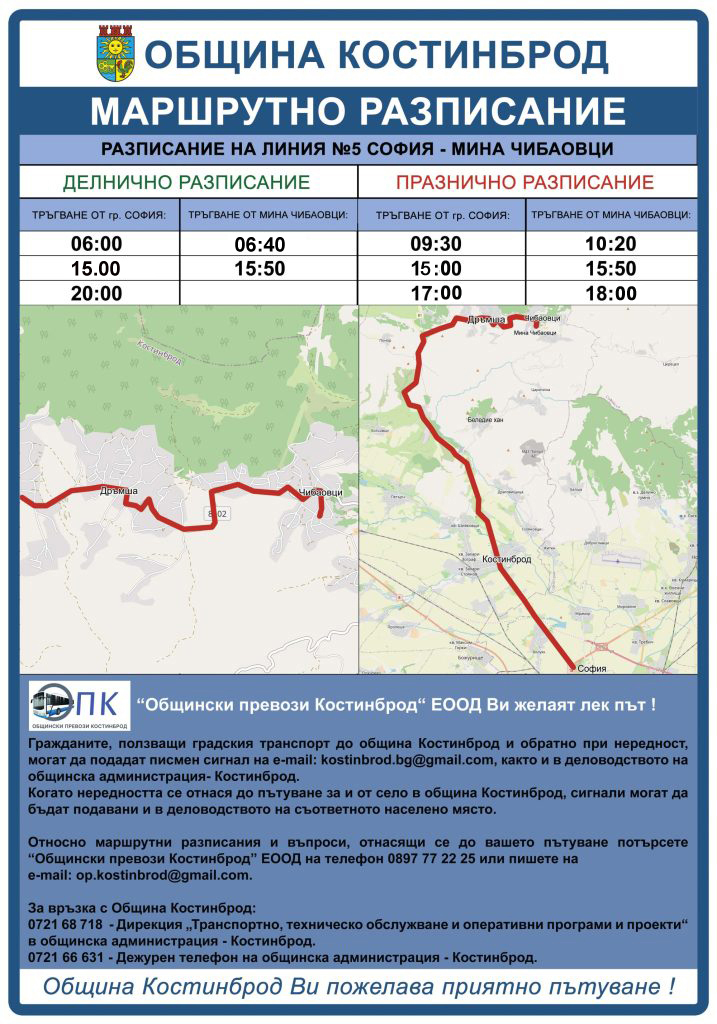 ОБЩИНА КОСТИНБРОД
МАРШРУТНО РАЗПИСАНИЕ
РАЗПИСАНИЕ НА ЛИНИЯ №5 СОФИЯ - МИНА ЧИБАОВЦИ
ДЕЛНИЧНО РАЗПИСАНИЕ ПРАЗНИЧНО РАЗПИСАНИЕ
ТРЪГВАНЕ ОТ гр. СОФИЯ: ТРЪГВАНЕ ОТ МИНА ЧИБАОВЦИ: ТРЪГВАНЕ ОТ гр. СОФИЯ: ТРЪГВАНЕ ОТ МИНА ЧИБАОВЦИ:
06:00 06:40 09:30 10:20
15.00 15:50 15:00 15:50
20:00 17:00 18:00
Костинброд
Дръмша
Чибаовци
Дръмша
Чибаовци
Мина Чибаовци
Беледие хан
Костинброд
София
ОПК
ОБЩИНСКИ ПРЕВОЗИ КОСТИНБРОД
“Общински превози Костинброд“ ЕООД Ви желаят лек път !
Гражданите, ползващи градския транспорт до община Костинброд и обратно при нередност,
могат да подадат писмен сигнал на e-mail: kostinbrod.bg@gmail.com, както и в деловодството на
общинска администрация- Костинброд.
Когато нередността се отнася до пътуване за и от село в община Костинброд, сигнали могат да
бъдат подавани и в деловодството на съответното населено място.
Относно маршрутни разписания и въпроси, отнасящи се до вашето пътуване потърсете
“Общински превози Костинброд” ЕООД на телефон 0897 77 22 25 или пишете на
e-mail: op.kostinbrod@gmail.com.
За връзка с Община Костинброд:
0721 68 718 - Дирекция „Транспортно, техническо обслужване и оперативни програми и проекти“
в общинска администрация - Костинброд.
0721 66 631 - Дежурен телефон на общинска администрация - Костинброд.
Община Костинброд Ви пожелава приятно пътуване !